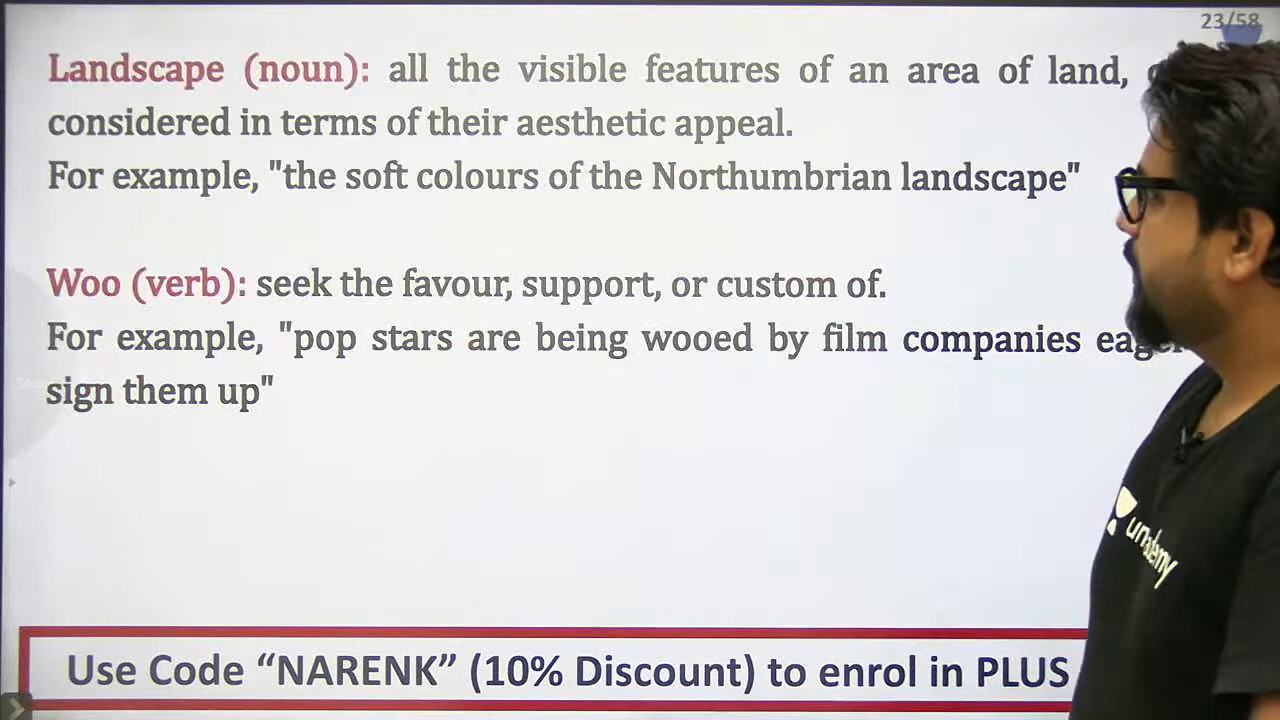 23/58
Landscape (noun): all the visible features of an area of land,
considered in terms of their aesthetic appeal.
For example, "the soft colours of the Northumbrian landscape"
Woo (verb): seek the favour, support, or custom of.
For example, "pop stars are being wooed by film companies
sign them up"
unacademy
Use Code “NARENK” (10% Discount) to enrol in PLUS